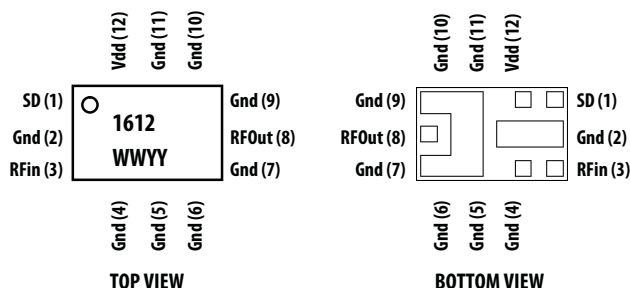 Vdd (12)
Gnd (11)
Gnd (10)
SD (1)
Gnd (2)
RFin (3)
1612
WWYY
Gnd (9)
RFOut (8)
Gnd (7)
Gnd (4)
Gnd (5)
Gnd (6)
TOP VIEW
Gnd (10)
Gnd (11)
Vdd (12)
Gnd (9)
RFOut (8)
Gnd (7)
SD (1)
Gnd (2)
RFin (3)
Gnd (6)
Gnd (5)
Gnd (4)
BOTTOM VIEW